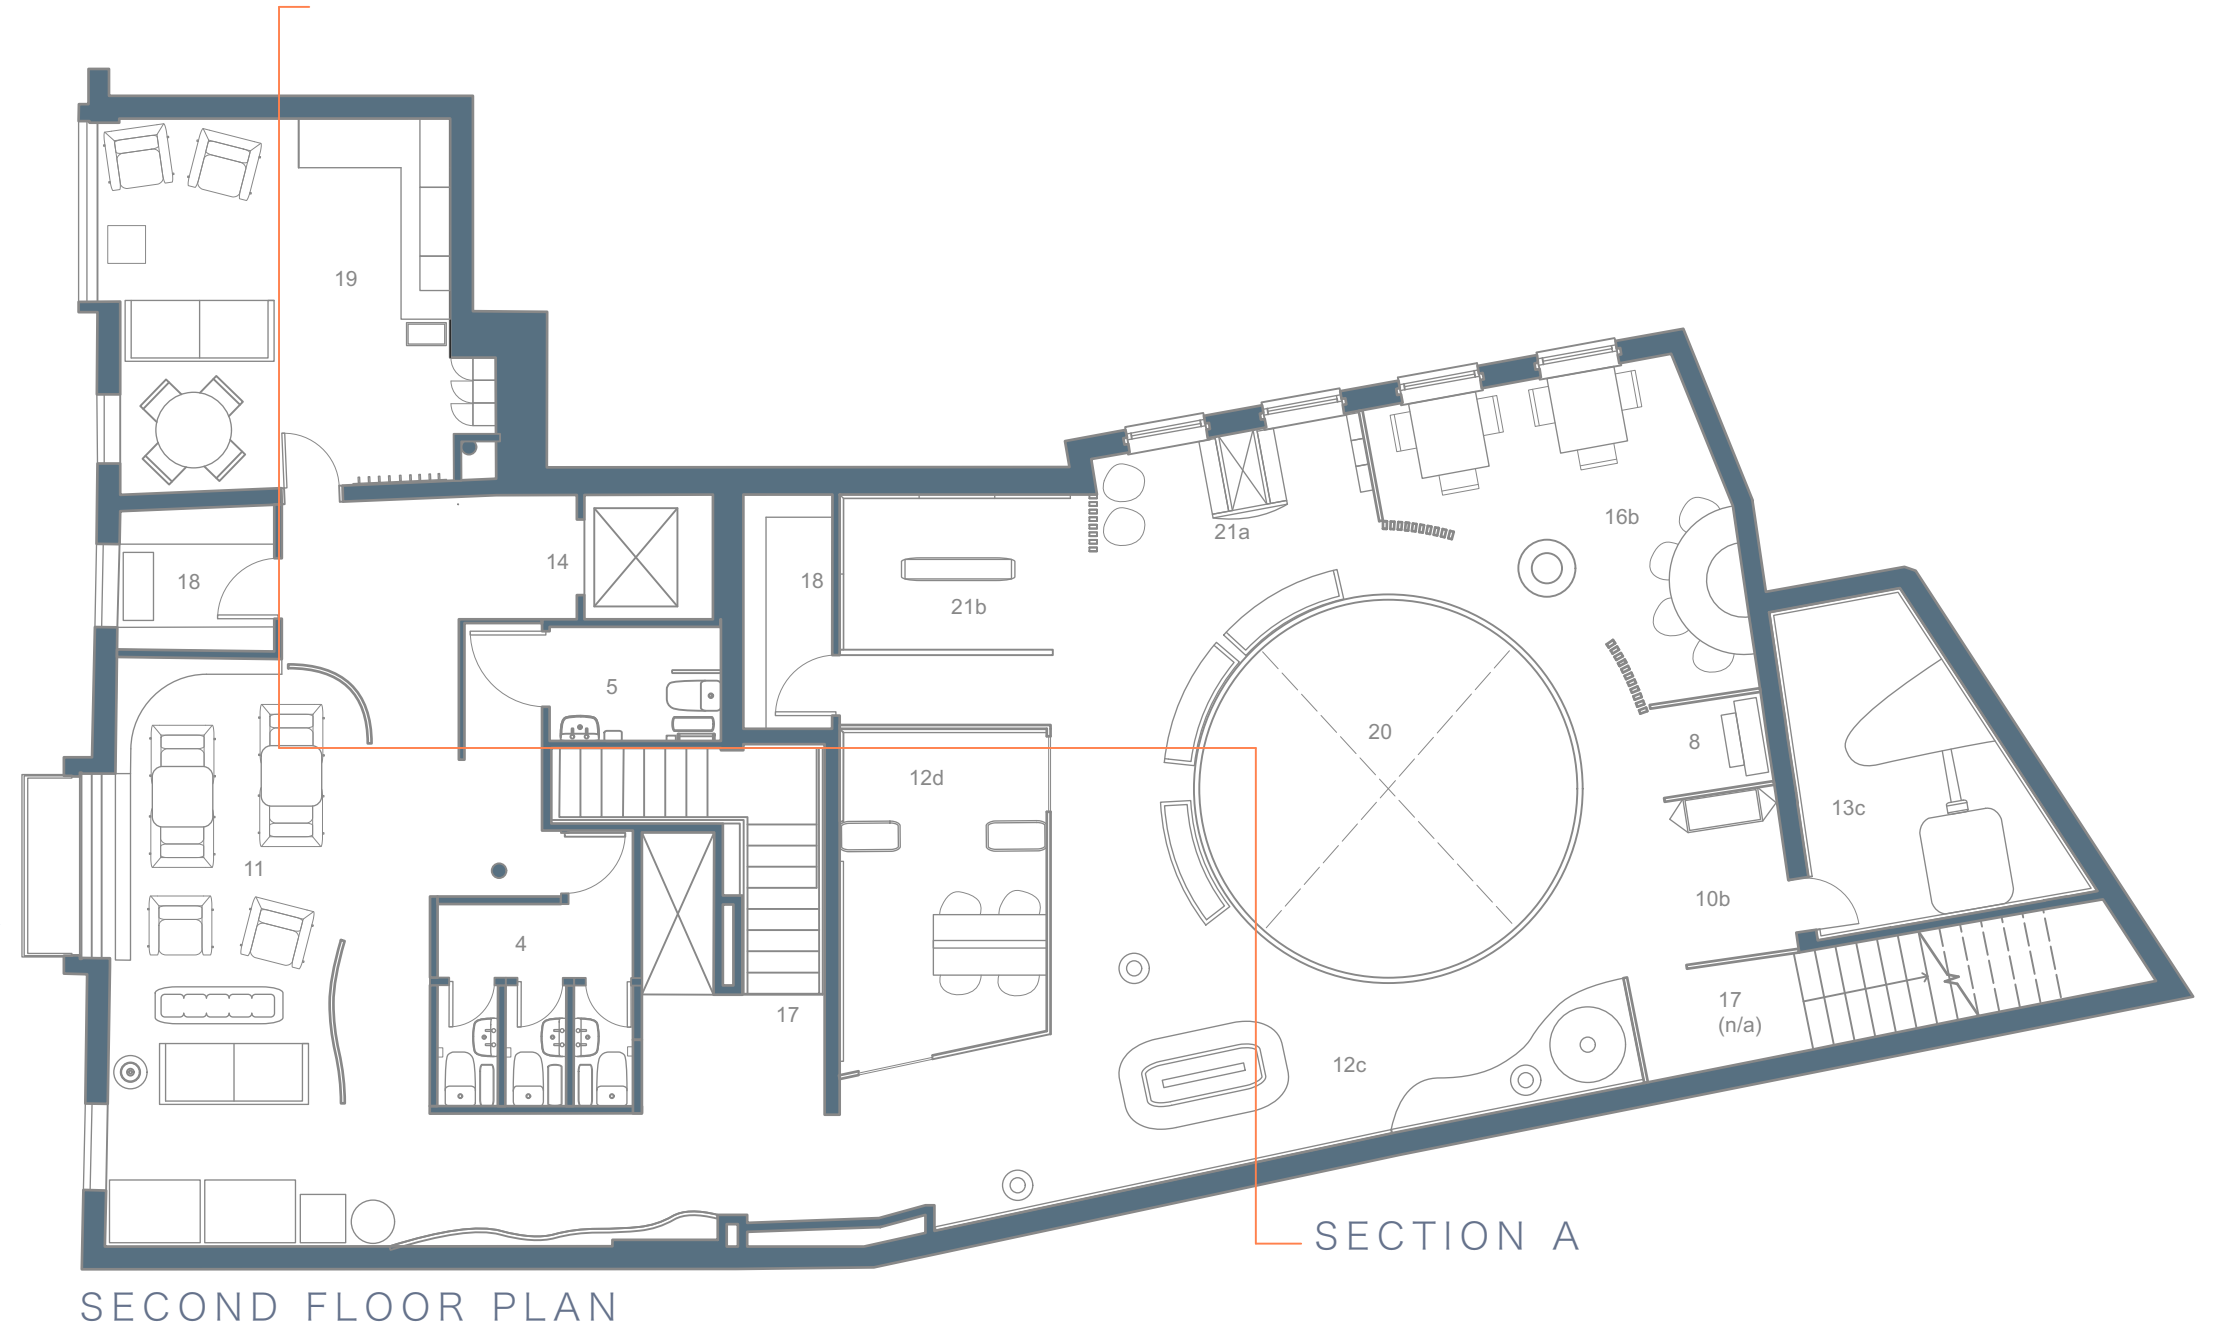 19
16b
21a
14
18
18
21b
5
20
8
12d
13c
11
10b
4
17
(n/a)
17
12c
SECTION A
SECOND FLOOR PLAN